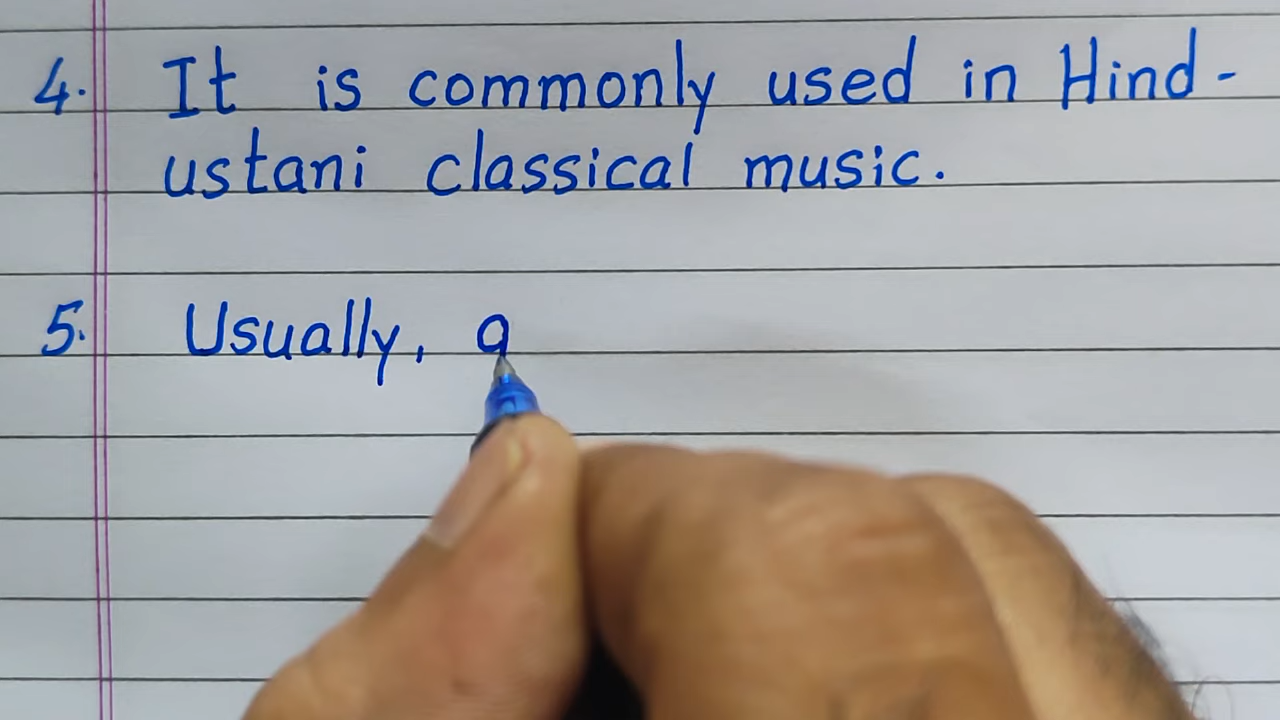 4. It is commonly used in Hind-
ustani classical music.
5. Usually, a